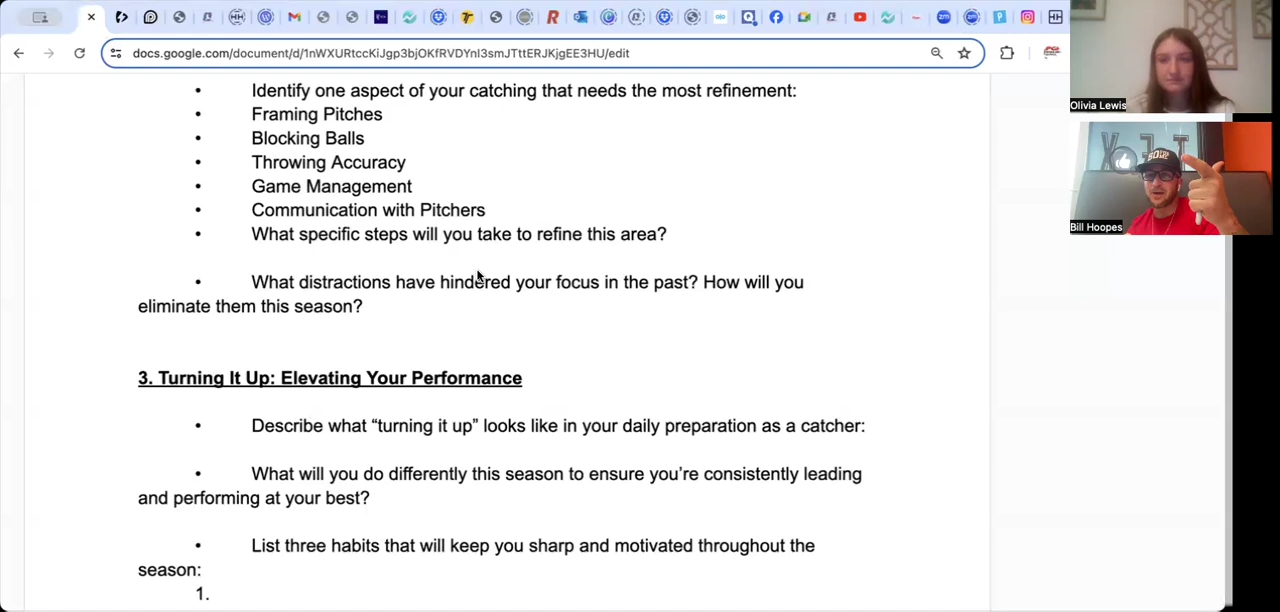 docs.google.com/document/d/1nWXURtccKiJgp3bjOKfRVDYnI3smJTttERJKjgEE3HU/edit
Olivia Lewis
Bill Hoopes
• Identify one aspect of your catching that needs the most refinement:
• Framing Pitches
• Blocking Balls
• Throwing Accuracy
• Game Management
• Communication with Pitchers
• What specific steps will you take to refine this area?
• What distractions have hindered your focus in the past? How will you
eliminate them this season?
3. Turning It Up: Elevating Your Performance
• Describe what “turning it up” looks like in your daily preparation as a catcher:
• What will you do differently this season to ensure you’re consistently leading
and performing at your best?
• List three habits that will keep you sharp and motivated throughout the
season:
1.